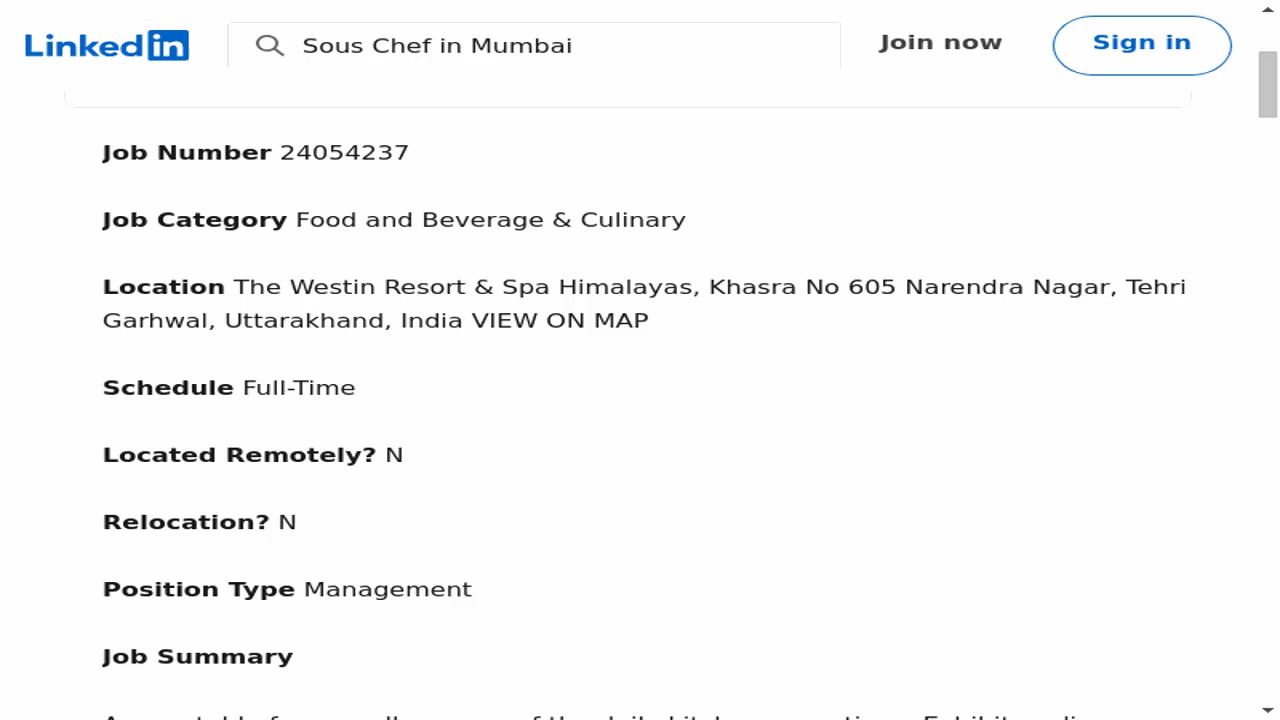 Linked in
Sous Chef in Mumbai
Join now
Sign in
Job Number 24054237
Job Category Food and Beverage & Culinary
Location The Westin Resort & Spa Himalayas, Khasra No 605 Narendra Nagar, Tehri
Garhwal, Uttarakhand, India VIEW ON MAP
Schedule Full-Time
Located Remotely? N
Relocation? N
Position Type Management
Job Summary